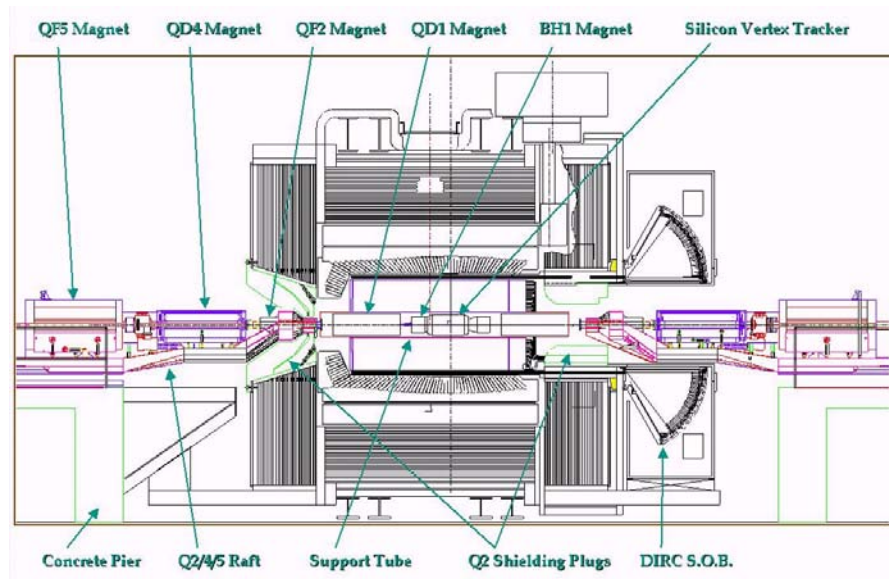 QF5 Magnet QD4 Magnet QF2 Magnet QD1 Magnet BH1 Magnet Silicon Vertex Tracker
Concrete Pier Q2/4/5 Raft Support Tube Q2 Shielding Plugs DIRC S.O.B.